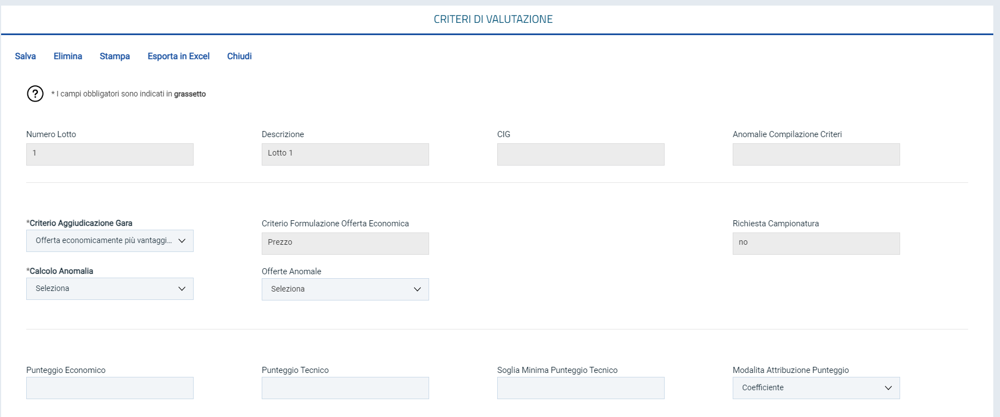 CRITERI DI VALUTAZIONE
Salva Elimina Stampa Esporta in Excel Chiudi
? * I campi obbligatori sono indicati in grassetto
Numero Lotto Descrizione CIG Anomalie Compilazione Criteri
1 Lotto 1
*Criterio Aggiudicazione Gara Criterio Formulazione Offerta Economica Richiesta Campionatura
Offerta economicamente più vantaggi... Prezzo no
*Calcolo Anomalia Offerte Anomale
Seleziona Seleziona
Punteggio Economico Punteggio Tecnico Soglia Minima Punteggio Tecnico Modalita Attribuzione Punteggio
Coefficiente